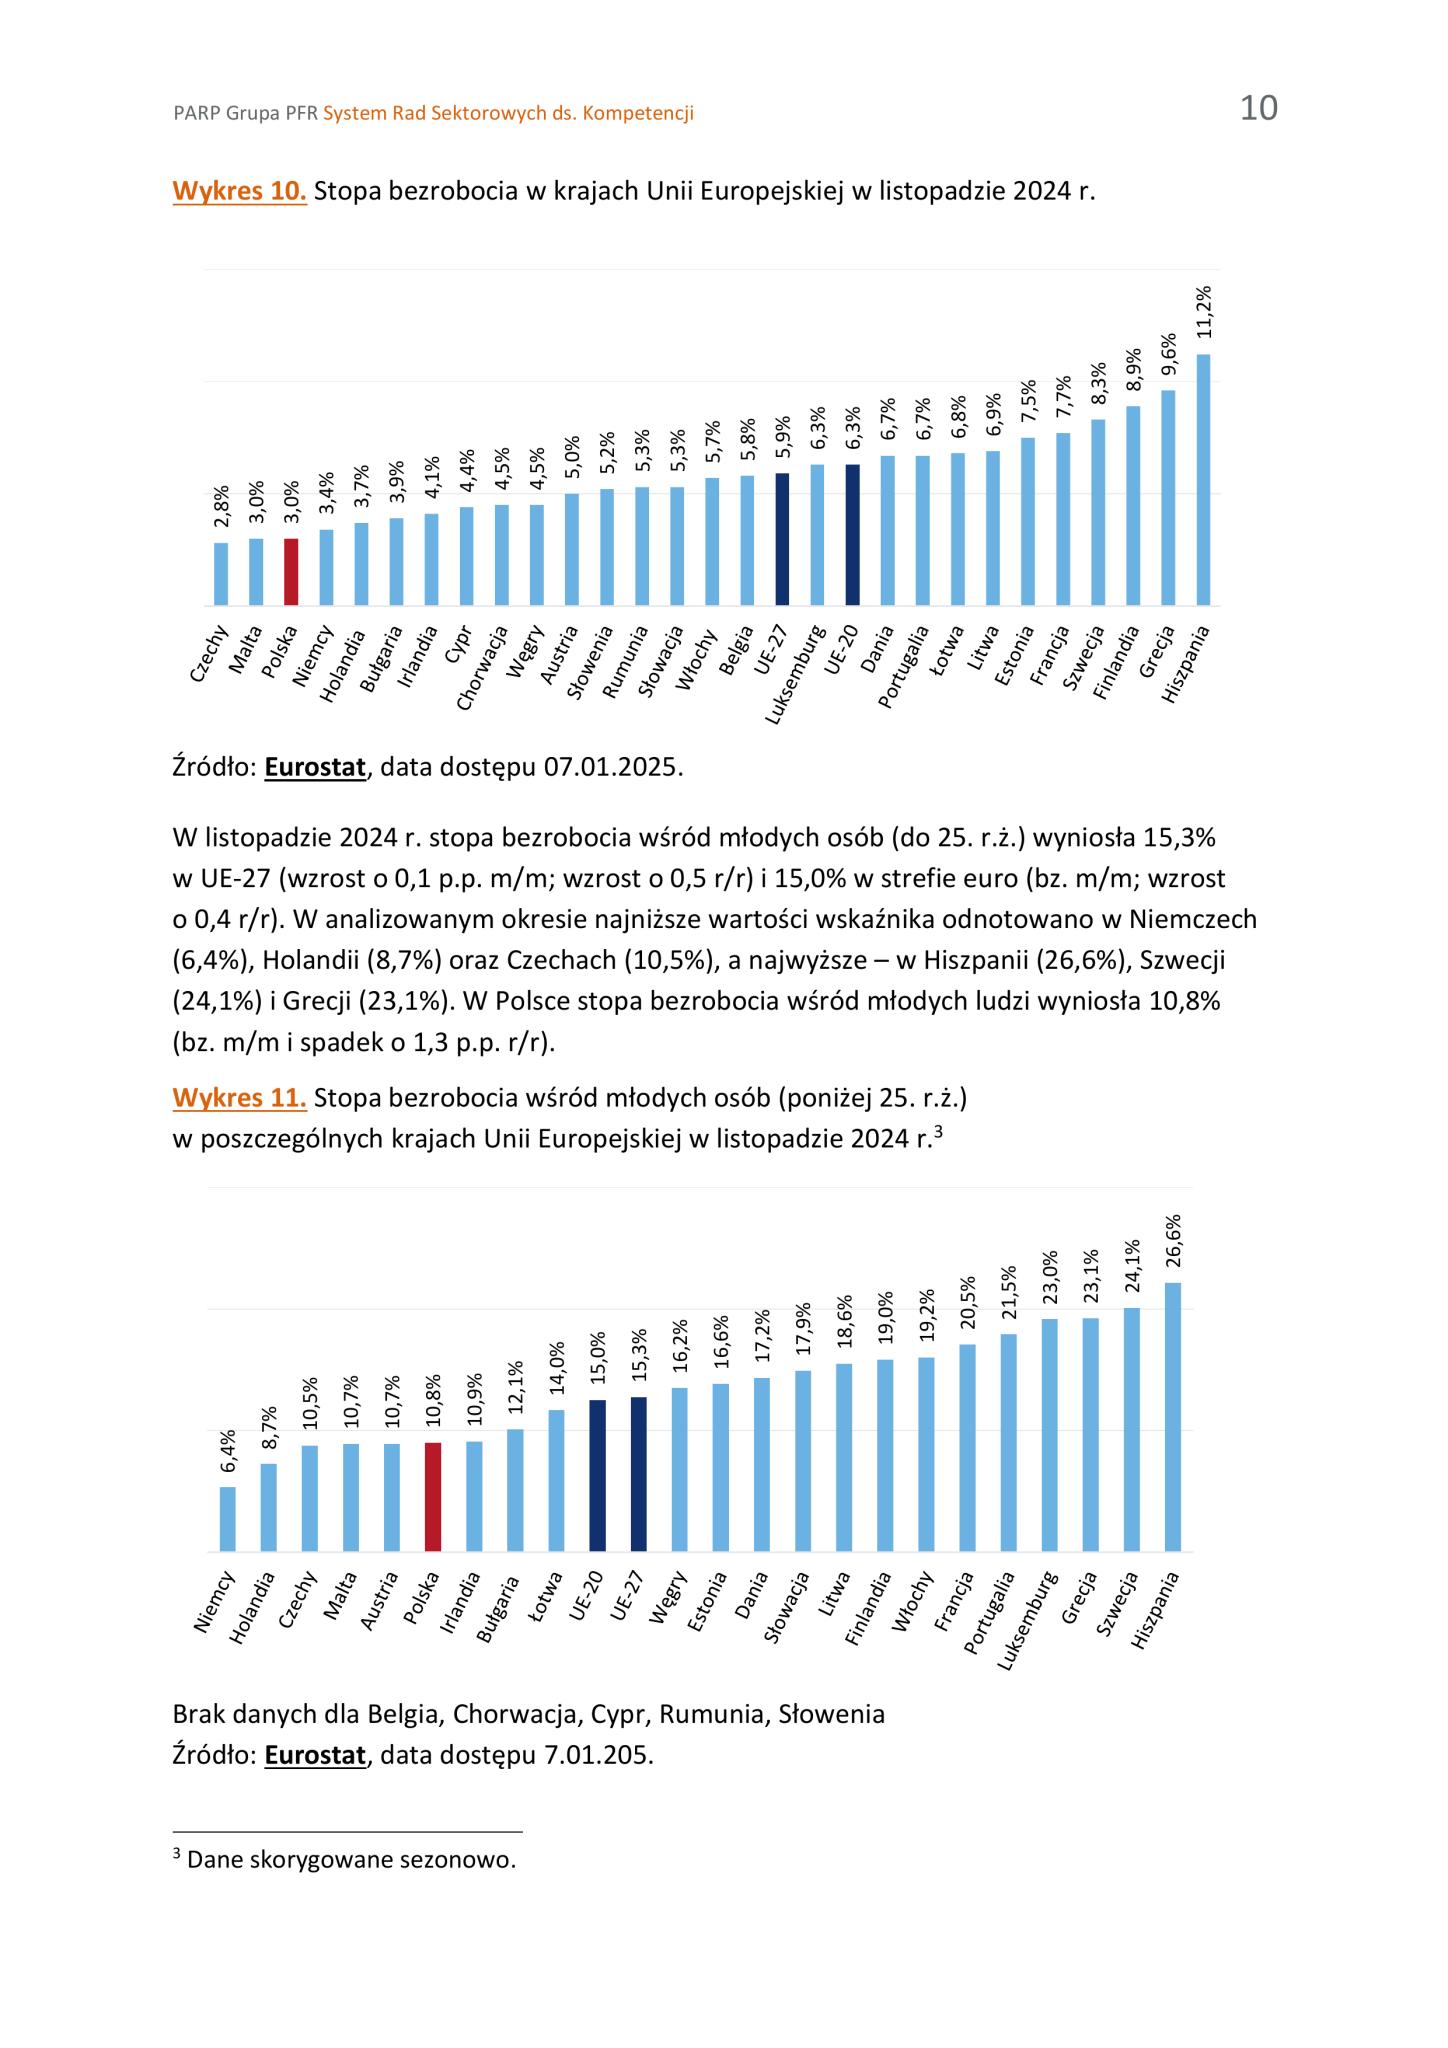 PARP Grupa PFR System Rad Sektorowych ds. Kompetencji
10
Wykres 10. Stopa bezrobocia w krajach Unii Europejskiej w listopadzie 2024 r.
2,8% 3,0% 3,0% 3,4% 3,7% 3,9% 4,1% 4,4% 4,5% 4,5% 5,0% 5,2% 5,3% 5,3% 5,7% 5,8% 5,9% 6,3% 6,3% 6,7% 6,7% 6,8% 6,9% 7,5% 7,7% 8,3% 8,9% 9,6% 11,2%
Czechy Malta Polska Niemcy Holandia Bułgaria Irlandia Cypr Chorwacja Węgry Austria Słowenia Rumunia Słowacja Włochy Belgia UE-27 Luksemburg UE-20 Dania Portugalia Łotwa Litwa Estonia Francja Szwecja Finlandia Grecja Hiszpania
Źródło: Eurostat, data dostępu 07.01.2025.
W listopadzie 2024 r. stopa bezrobocia wśród młodych osób (do 25. r.ż.) wyniosła 15,3%
w UE-27 (wzrost o 0,1 p.p. m/m; wzrost o 0,5 r/r) i 15,0% w strefie euro (bz. m/m; wzrost
o 0,4 r/r). W analizowanym okresie najniższe wartości wskaźnika odnotowano w Niemczech
(6,4%), Holandii (8,7%) oraz Czechach (10,5%), a najwyższe – w Hiszpanii (26,6%), Szwecji
(24,1%) i Grecji (23,1%). W Polsce stopa bezrobocia wśród młodych ludzi wyniosła 10,8%
(bz. m/m i spadek o 1,3 p.p. r/r).
Wykres 11. Stopa bezrobocia wśród młodych osób (poniżej 25. r.ż.)
w poszczególnych krajach Unii Europejskiej w listopadzie 2024 r.3
6,4% 8,7% 10,5% 10,7% 10,7% 10,8% 10,9% 12,1% 14,0% 15,0% 15,3% 16,2% 16,6% 17,2% 17,9% 18,6% 19,0% 19,2% 20,5% 21,5% 23,0% 23,1% 24,1% 26,6%
Niemcy Holandia Czechy Malta Austria Polska Irlandia Bułgaria Łotwa UE-20 UE-27 Węgry Estonia Dania Słowacja Litwa Finlandia Włochy Francja Portugalia Luksemburg Grecja Szwecja Hiszpania
Brak danych dla Belgia, Chorwacja, Cypr, Rumunia, Słowenia
Źródło: Eurostat, data dostępu 7.01.205.
3 Dane skorygowane sezonowo.